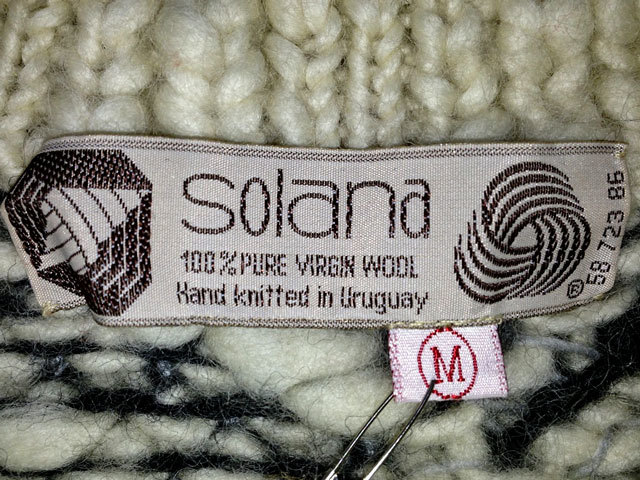 solana
100% PURE VIRGIN WOOL
Hand knitted in Uruguay
® 58 723 86
M